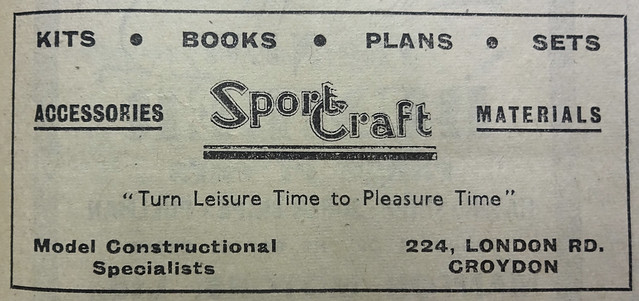 KITS • BOOKS • PLANS • SETS
ACCESSORIES SportCraft MATERIALS
"Turn Leisure Time to Pleasure Time"
Model Constructional 224, LONDON RD.
Specialists CROYDON